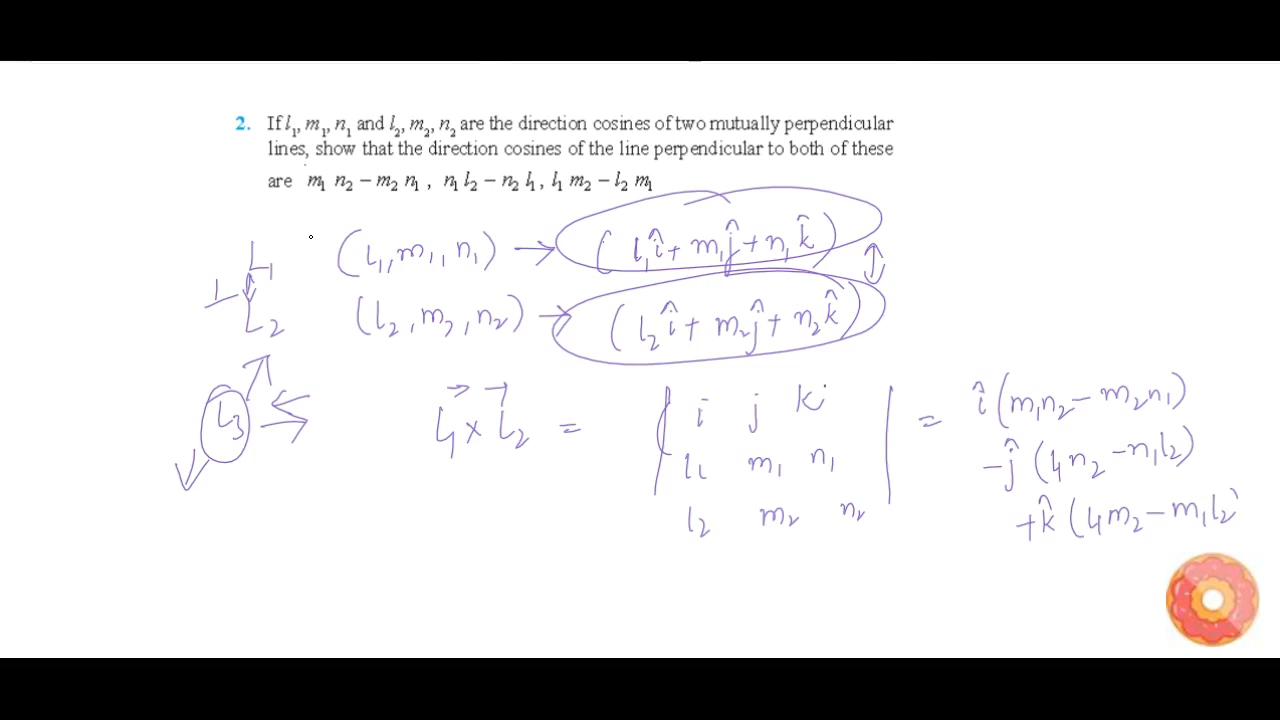 2. If l₁, m₁, n₁ and l₂, m₂, n₂ are the direction cosines of two mutually perpendicular
lines, show that the direction cosines of the line perpendicular to both of these
are m₁ n₂ − m₂ n₁ , n₁ l₂ − n₂ l₁ , l₁ m₂ − l₂ m₁
L₁ (l₁, m₁, n₁) → (l₁î + m₁ĵ + n₁k̂)
⊥ L₂ (l₂, m₂, n₂) → (l₂î + m₂ĵ + n₂k̂)
L₃
L₁ × L₂ = | i j k | = î (m₁n₂ − m₂n₁)
l₁ m₁ n₁ −ĵ (l₁n₂ − n₁l₂)
l₂ m₂ n₂ +k̂ (l₁m₂ − m₁l₂)